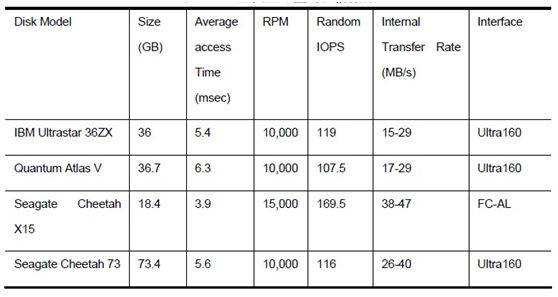 Disk Model Size (GB) Average access Time (msec) RPM Random IOPS Internal Transfer Rate (MB/s) Interface
IBM Ultrastar 36ZX 36 5.4 10,000 119 15-29 Ultra160
Quantum Atlas V 36.7 6.3 10,000 107.5 17-29 Ultra160
Seagate Cheetah X15 18.4 3.9 15,000 169.5 38-47 FC-AL
Seagate Cheetah 73 73.4 5.6 10,000 116 26-40 Ultra160